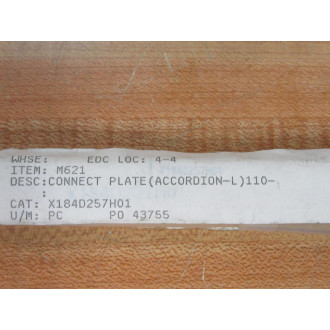 WHSE: EDC LOC: 4-4
ITEM: M621
DESC:CONNECT PLATE(ACCORDION-L)110-
:
CAT: X184D257H01
U/M: PC PO 43755